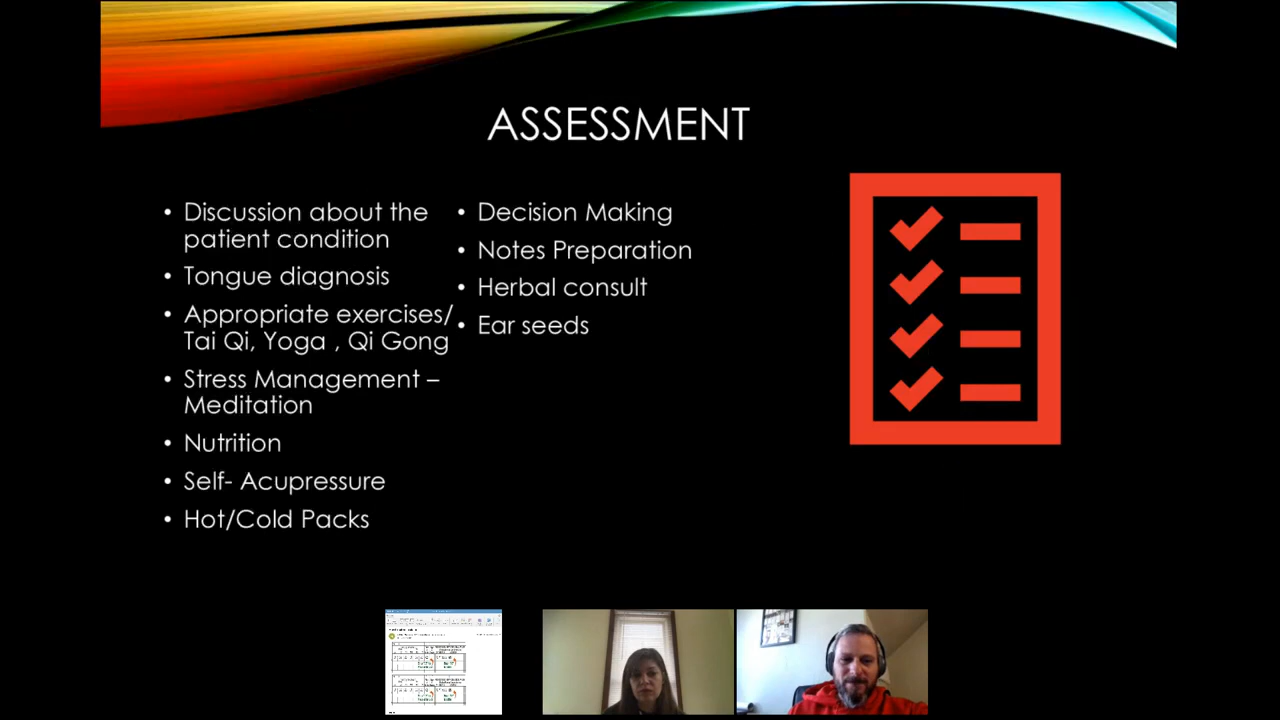 ASSESSMENT
• Discussion about the
patient condition
• Tongue diagnosis
• Appropriate exercises/
Tai Qi, Yoga , Qi Gong
• Stress Management –
Meditation
• Nutrition
• Self- Acupressure
• Hot/Cold Packs
• Decision Making
• Notes Preparation
• Herbal consult
• Ear seeds